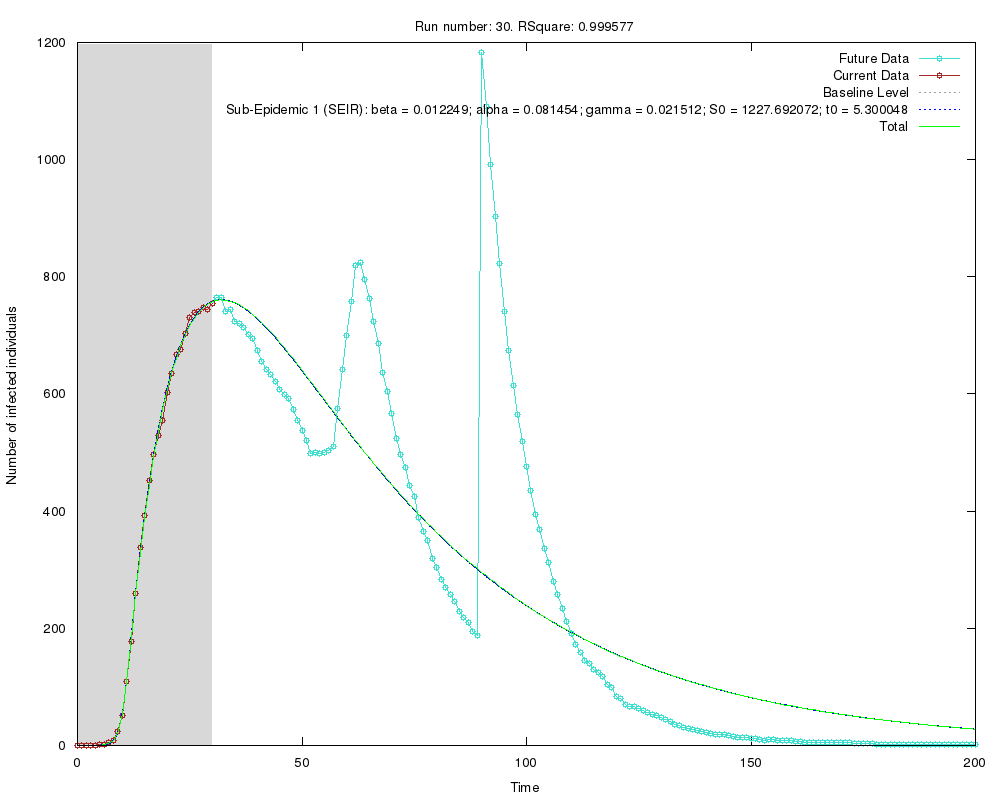 Run number: 30. RSquare: 0.999577
Future Data
Current Data
Baseline Level
Sub-Epidemic 1 (SEIR): beta = 0.012249; alpha = 0.081454; gamma = 0.021512; S0 = 1227.692072; t0 = 5.300048
Total
1200
1000
800
600
400
200
0
Number of infected individuals
0 50 100 150 200
Time